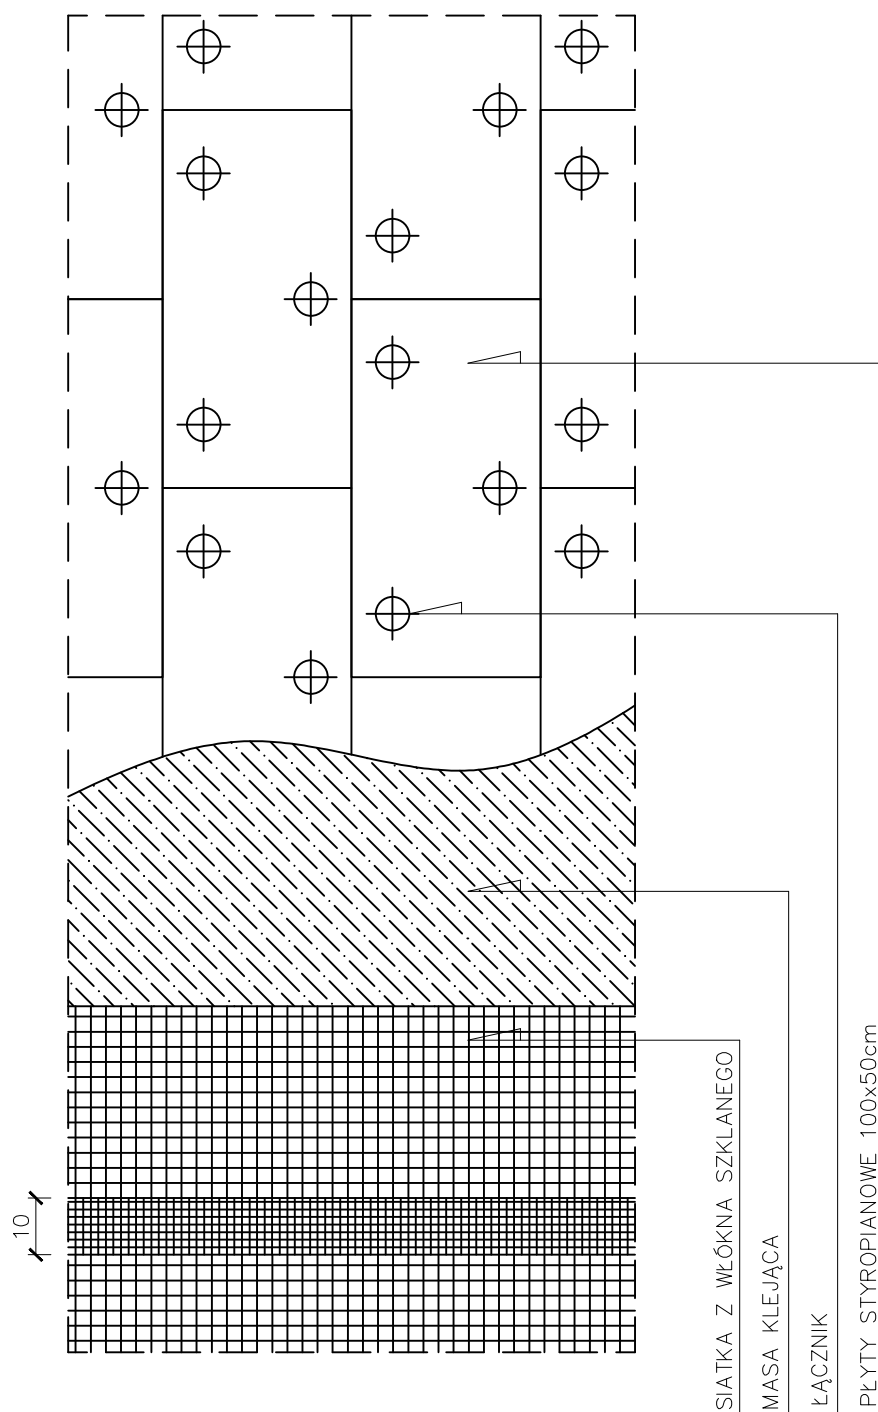 10
SIATKA Z WŁÓKNA SZKLANEGO
MASA KLEJĄCA
ŁĄCZNIK
PŁYTY STYROPIANOWE 100x50cm